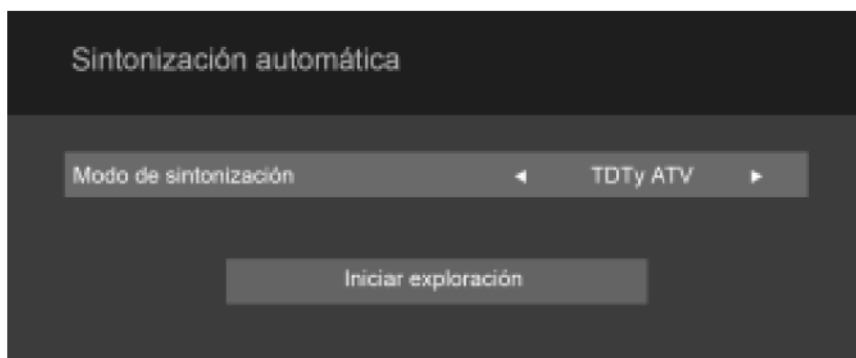 Sintonización automática
Modo de sintonización ◄ TDTy ATV ►
Iniciar exploración